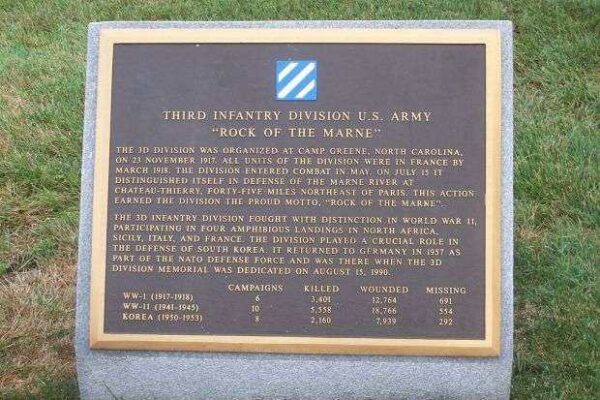 THIRD INFANTRY DIVISION U.S. ARMY
"ROCK OF THE MARNE"
THE 3D DIVISION WAS ORGANIZED AT CAMP GREENE, NORTH CAROLINA,
ON 23 NOVEMBER 1917. ALL UNITS OF THE DIVISION WERE IN FRANCE BY
MARCH 1918. THE DIVISION ENTERED COMBAT IN MAY. ON JULY 15 IT
DISTINGUISHED ITSELF IN DEFENSE OF THE MARNE RIVER AT
CHATEAU-THIERRY, FORTY-FIVE MILES NORTHEAST OF PARIS. THIS ACTION
EARNED THE DIVISION THE PROUD MOTTO, "ROCK OF THE MARNE".
THE 3D INFANTRY DIVISION FOUGHT WITH DISTINCTION IN WORLD WAR II,
PARTICIPATING IN FOUR AMPHIBIOUS LANDINGS IN NORTH AFRICA,
SICILY, ITALY, AND FRANCE. THE DIVISION PLAYED A CRUCIAL ROLE IN
THE DEFENSE OF SOUTH KOREA. IT RETURNED TO GERMANY IN 1957 AS
PART OF THE NATO DEFENSE FORCE AND WAS THERE WHEN THE 3D
DIVISION MEMORIAL WAS DEDICATED ON AUGUST 15, 1990.
CAMPAIGNS KILLED WOUNDED MISSING
WW-I (1917-1918) 6 3,401 12,764 691
WW-II (1941-1945) 10 5,558 18,766 554
KOREA (1950-1953) 8 2,160 7,939 292